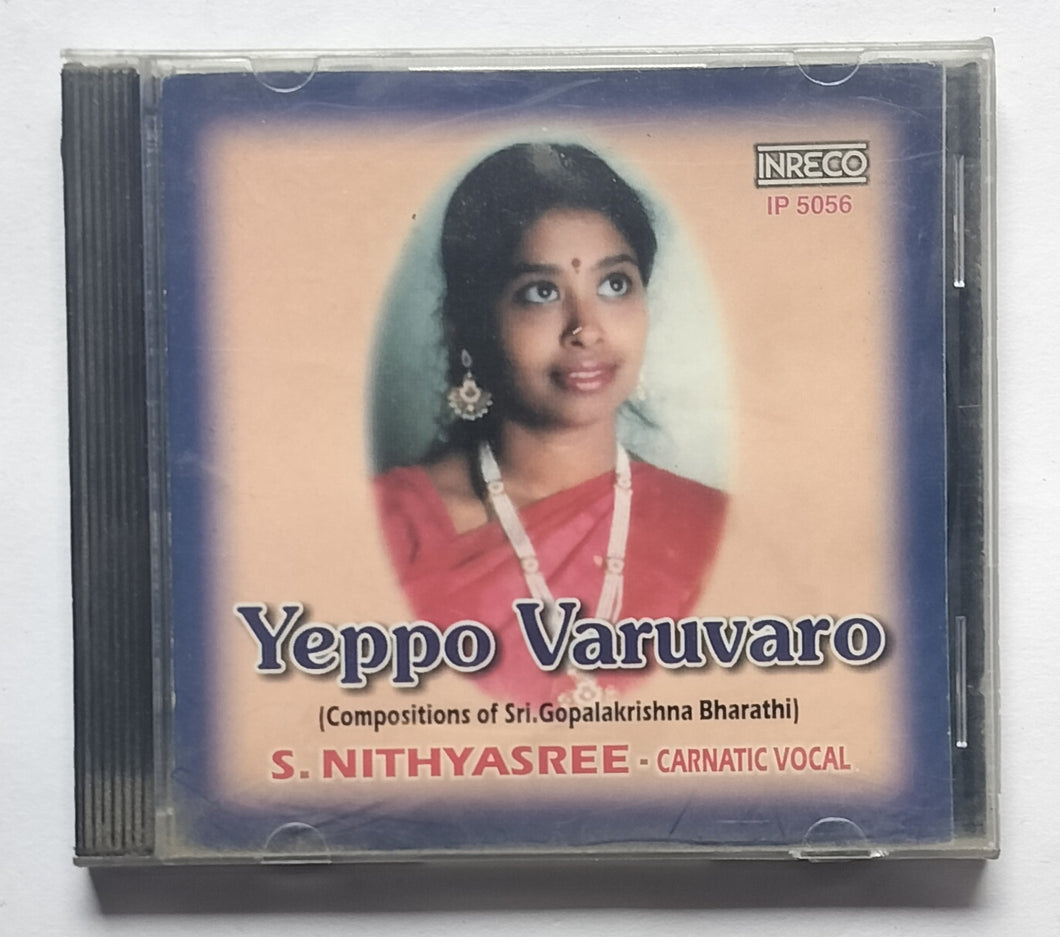 INRECO
IP 5056
Yeppo Varuvaro
(Compositions of Sri.Gopalakrishna Bharathi)
S. NITHYASREE - CARNATIC VOCAL